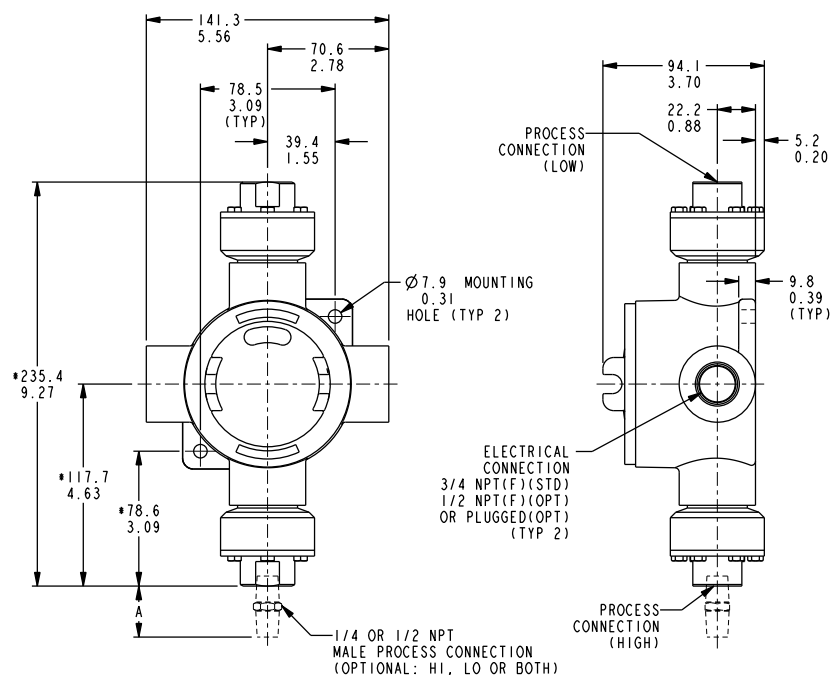 141.3
5.56
70.6
2.78
78.5
3.09
(TYP)
39.4
1.55
Ø7.9 MOUNTING
0.31
HOLE (TYP 2)
*235.4
9.27
*117.7
4.63
*78.6
3.09
A
1/4 OR 1/2 NPT
MALE PROCESS CONNECTION
(OPTIONAL: HI, LO OR BOTH)
94.1
3.70
22.2
0.88
5.2
0.20
PROCESS
CONNECTION
(LOW)
9.8
0.39
(TYP)
ELECTRICAL
CONNECTION
3/4 NPT(F)(STD)
1/2 NPT(F)(OPT)
OR PLUGGED(OPT)
(TYP 2)
PROCESS
CONNECTION
(HIGH)